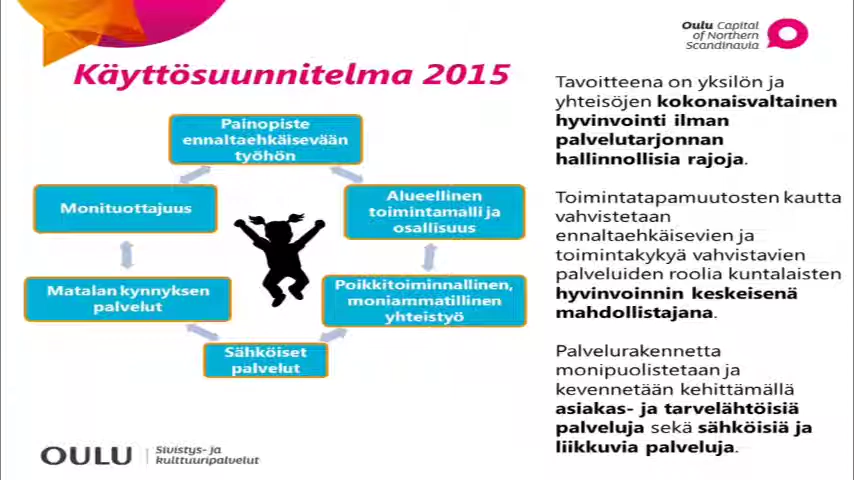 Oulu Capital
of Northern
Scandinavia
Käyttösuunnitelma 2015
Painopiste
ennaltaehkäisevään
työhön
Monituottajuus
Alueellinen
toimintamalli ja
osallisuus
Matalan kynnyksen
palvelut
Poikkitoiminnallinen,
moniammatillinen
yhteistyö
Sähköiset
palvelut
Tavoitteena on yksilön ja
yhteisöjen kokonaisvaltainen
hyvinvointi ilman
palvelutarjonnan
hallinnollisia rajoja.
Toimintatapamuutosten kautta
vahvistetaan
ennaltaehkäisevien ja
toimintakykyä vahvistavien
palveluiden roolia kuntalaisten
hyvinvoinnin keskeisenä
mahdollistajana.
Palvelurakennetta
monipuolistetaan ja
kevennetään kehittämällä
asiakas- ja tarvelähtöisiä
palveluja sekä sähköisiä ja
liikkuvia palveluja.
OULU
Sivistys- ja
kulttuuripalvelut